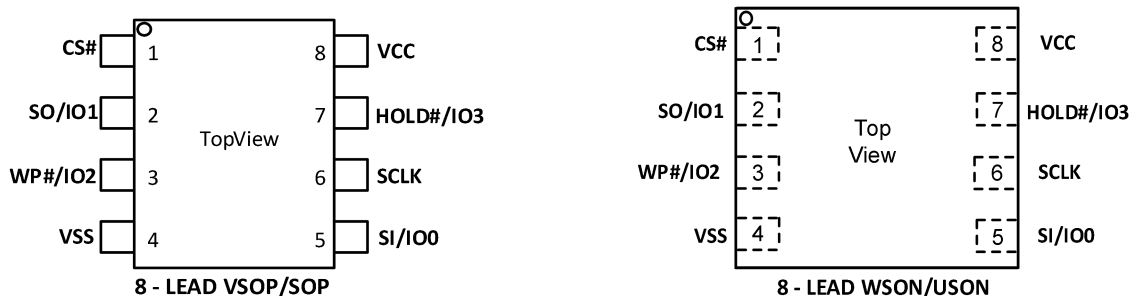 CS# 1 8 VCC
SO/IO1 2 7 HOLD#/IO3
TopView
WP#/IO2 3 6 SCLK
VSS 4 5 SI/IO0
8 - LEAD VSOP/SOP
CS# 1 8 VCC
SO/IO1 2 7 HOLD#/IO3
Top
View
WP#/IO2 3 6 SCLK
VSS 4 5 SI/IO0
8 - LEAD WSON/USON